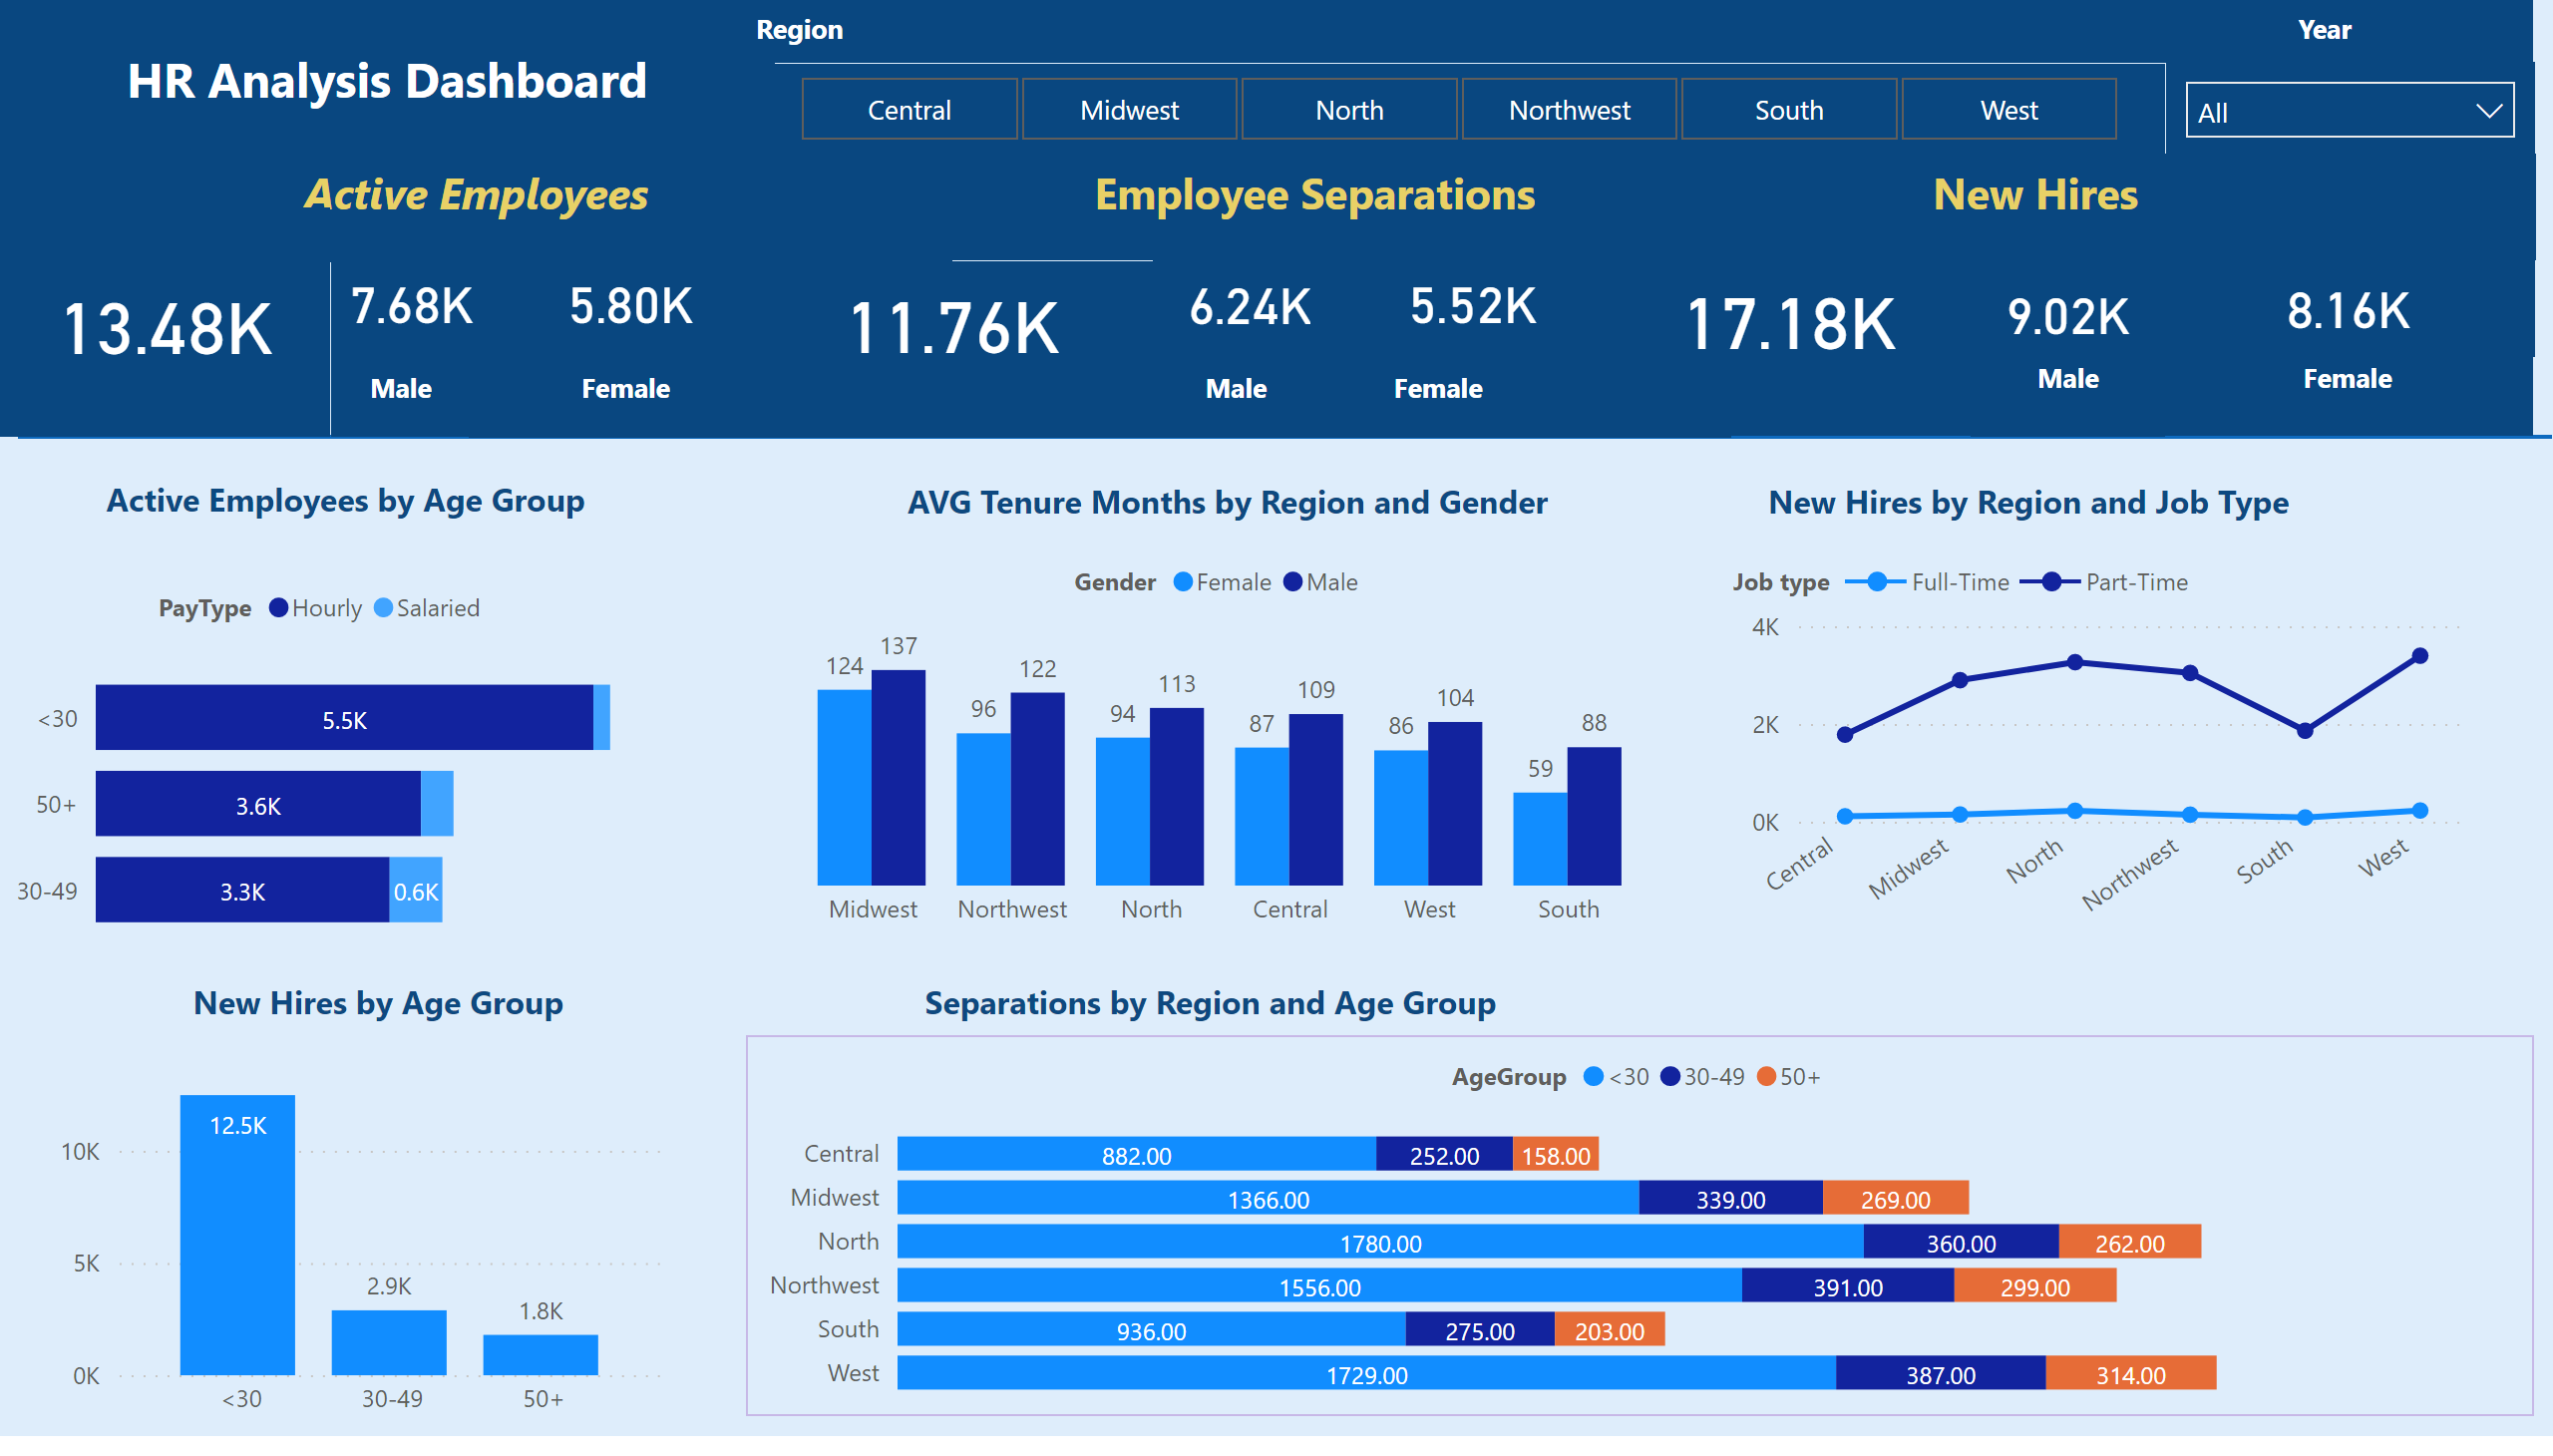 HR Analysis Dashboard
Region
Central Midwest North Northwest South West
Year
All
Active Employees
13.48K
7.68K
Male
5.80K
Female
Employee Separations
11.76K
6.24K
Male
5.52K
Female
New Hires
17.18K
9.02K
Male
8.16K
Female
Active Employees by Age Group
PayType Hourly Salaried
<30 5.5K
50+ 3.6K
30-49 3.3K 0.6K
AVG Tenure Months by Region and Gender
Gender Female Male
124 137 96 122 94 113 87 109 86 104 59 88
Midwest Northwest North Central West South
New Hires by Region and Job Type
Job type Full-Time Part-Time
4K
2K
0K
Central Midwest North Northwest South West
New Hires by Age Group
10K
5K
0K
12.5K 2.9K 1.8K
<30 30-49 50+
Separations by Region and Age Group
AgeGroup <30 30-49 50+
Central 882.00 252.00 158.00
Midwest 1366.00 339.00 269.00
North 1780.00 360.00 262.00
Northwest 1556.00 391.00 299.00
South 936.00 275.00 203.00
West 1729.00 387.00 314.00